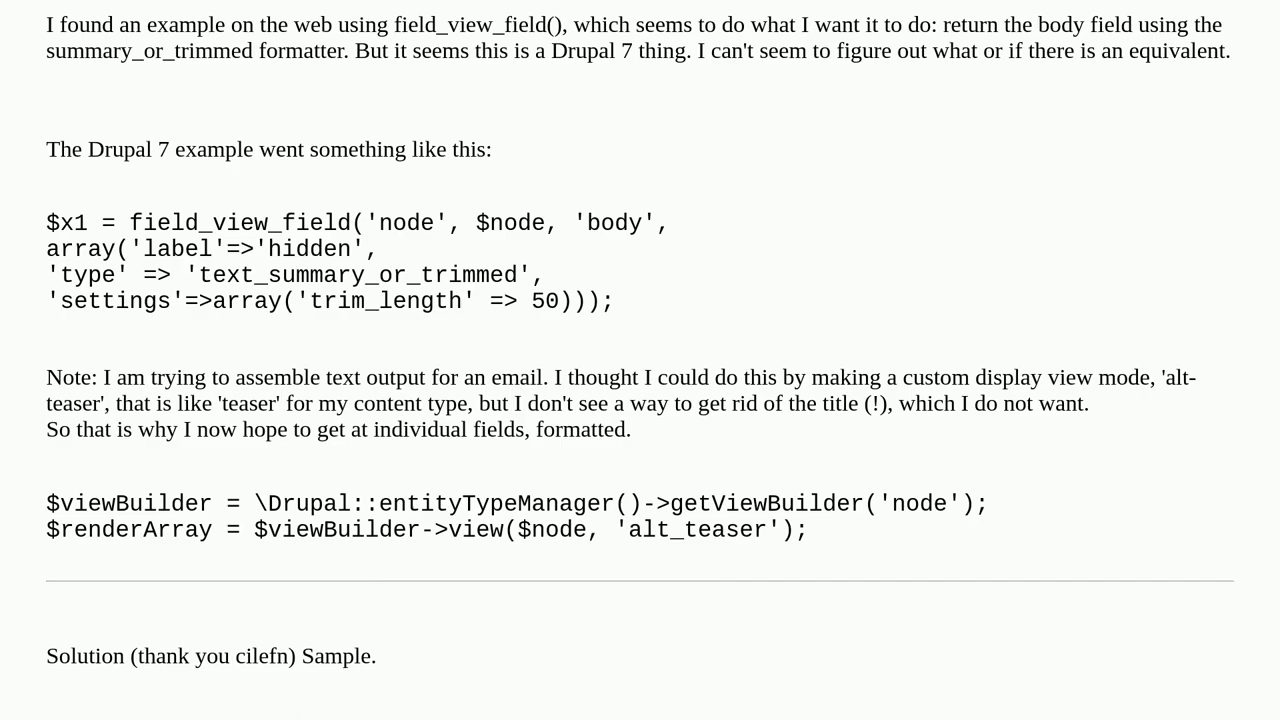 I found an example on the web using field_view_field(), which seems to do what I want it to do: return the body field using the
summary_or_trimmed formatter. But it seems this is a Drupal 7 thing. I can't seem to figure out what or if there is an equivalent.
The Drupal 7 example went something like this:
$x1 = field_view_field('node', $node, 'body',
array('label'=>'hidden',
'type' => 'text_summary_or_trimmed',
'settings'=>array('trim_length' => 50)));
Note: I am trying to assemble text output for an email. I thought I could do this by making a custom display view mode, 'alt-
teaser', that is like 'teaser' for my content type, but I don't see a way to get rid of the title (!), which I do not want.
So that is why I now hope to get at individual fields, formatted.
$viewBuilder = \Drupal::entityTypeManager()->getViewBuilder('node');
$renderArray = $viewBuilder->view($node, 'alt_teaser');
Solution (thank you cilefn) Sample.